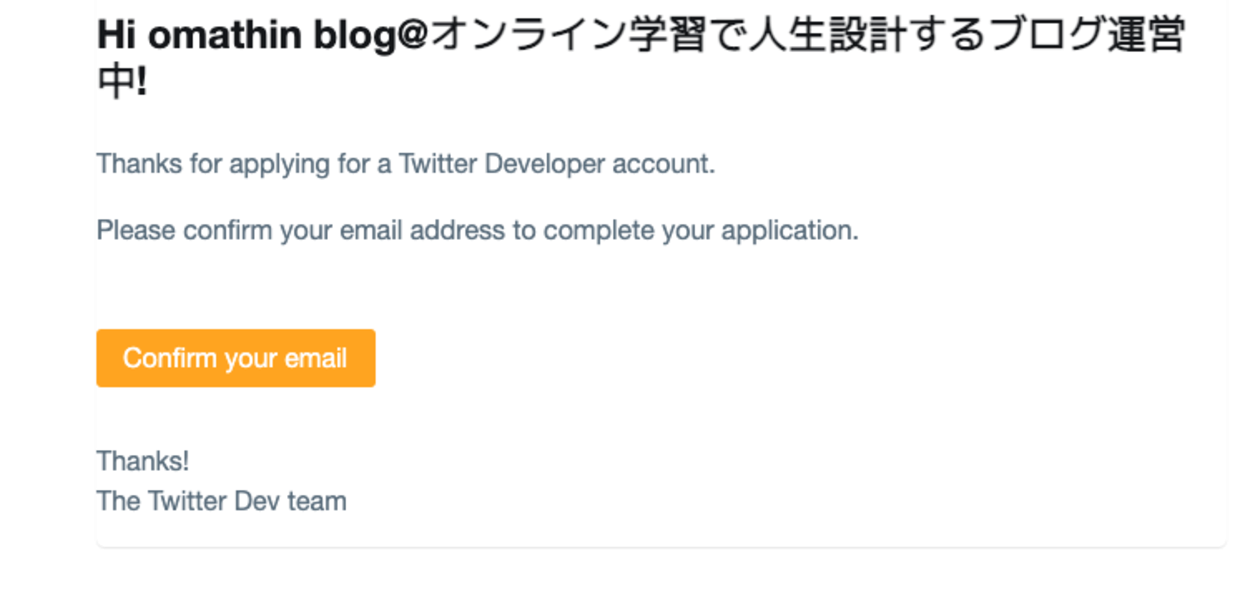 Hi omathin blog@オンライン学習で人生設計するブログ運営
中!
Thanks for applying for a Twitter Developer account.
Please confirm your email address to complete your application.
Confirm your email
Thanks!
The Twitter Dev team